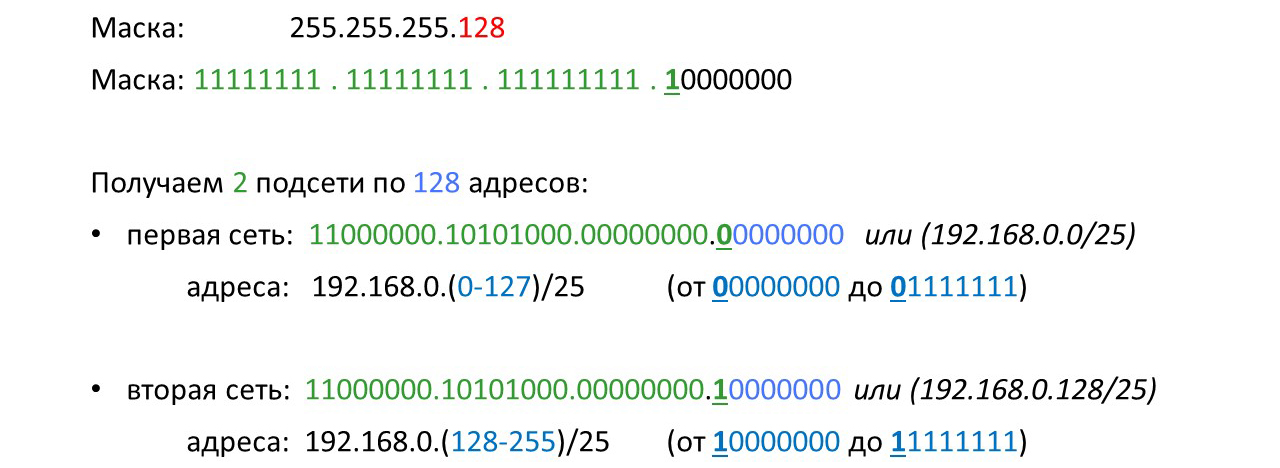 Маска: 255.255.255.128
Маска: 11111111 . 11111111 . 111111111 . 10000000
Получаем 2 подсети по 128 адресов:
• первая сеть: 11000000.10101000.00000000.00000000 или (192.168.0.0/25)
адреса: 192.168.0.(0-127)/25 (от 00000000 до 01111111)
• вторая сеть: 11000000.10101000.00000000.10000000 или (192.168.0.128/25)
адреса: 192.168.0.(128-255)/25 (от 10000000 до 11111111)